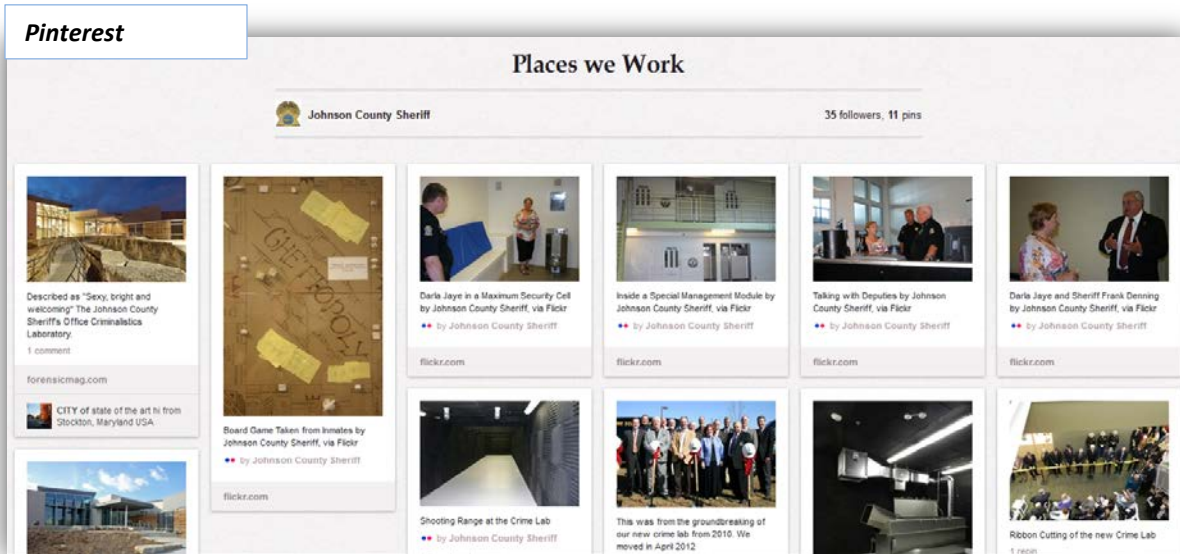 Pinterest
Places we Work
Johnson County Sheriff
35 followers, 11 pins
Described as "Sexy, bright and
welcoming" The Johnson County
Sheriff's Office Criminalistics
Laboratory.
1 comment
forensicmag.com
CITY of state of the art hi from
Stockton, Maryland USA.
GHETTOPOLY
Board Game Taken from Inmates by
Johnson County Sheriff, via Flickr
by Johnson County Sheriff
flickr.com
Darla Jaye in a Maximum Security Cell
by Johnson County Sheriff, via Flickr
by Johnson County Sheriff
flickr.com
Shooting Range at the Crime Lab
by Johnson County Sheriff
Inside a Special Management Module by
Johnson County Sheriff, via Flickr
by Johnson County Sheriff
flickr.com
This was from the groundbreaking of
our new crime lab from 2010. We
moved in April 2012
Talking with Deputies by Johnson
County Sheriff, via Flickr
by Johnson County Sheriff
flickr.com
Darla Jaye and Sheriff Frank Denning
by Johnson County Sheriff, via Flickr
by Johnson County Sheriff
flickr.com
Ribbon Cutting of the new Crime Lab
1 repin